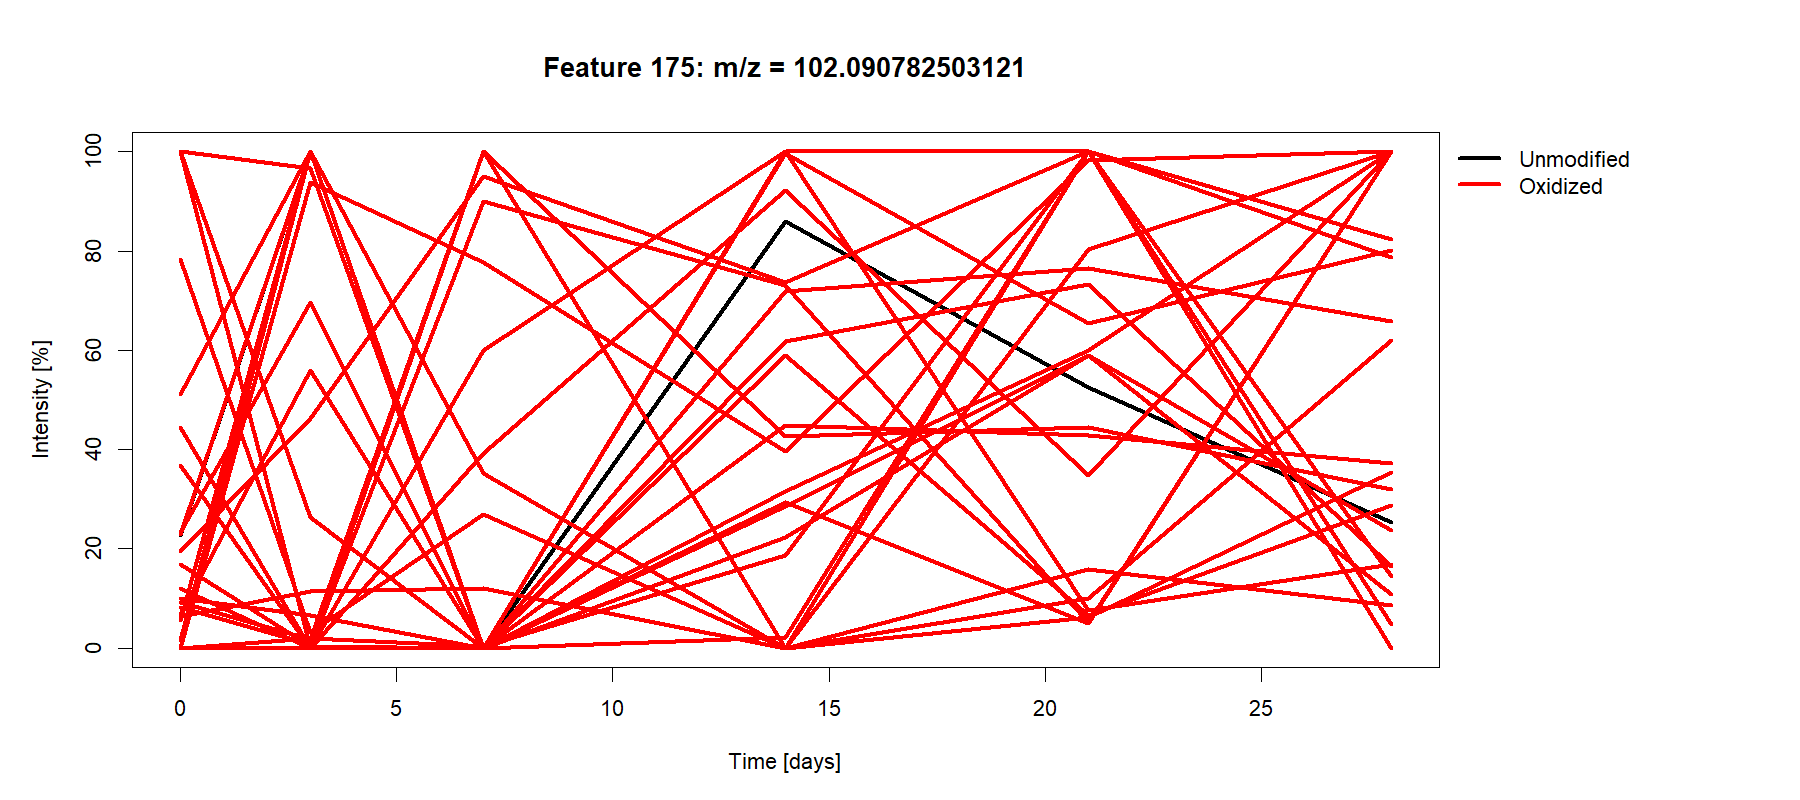 Feature 175: m/z = 102.090782503121
Unmodified
Oxidized
100
80
60
40
20
0
Intensity [%]
0 5 10 15 20 25
Time [days]